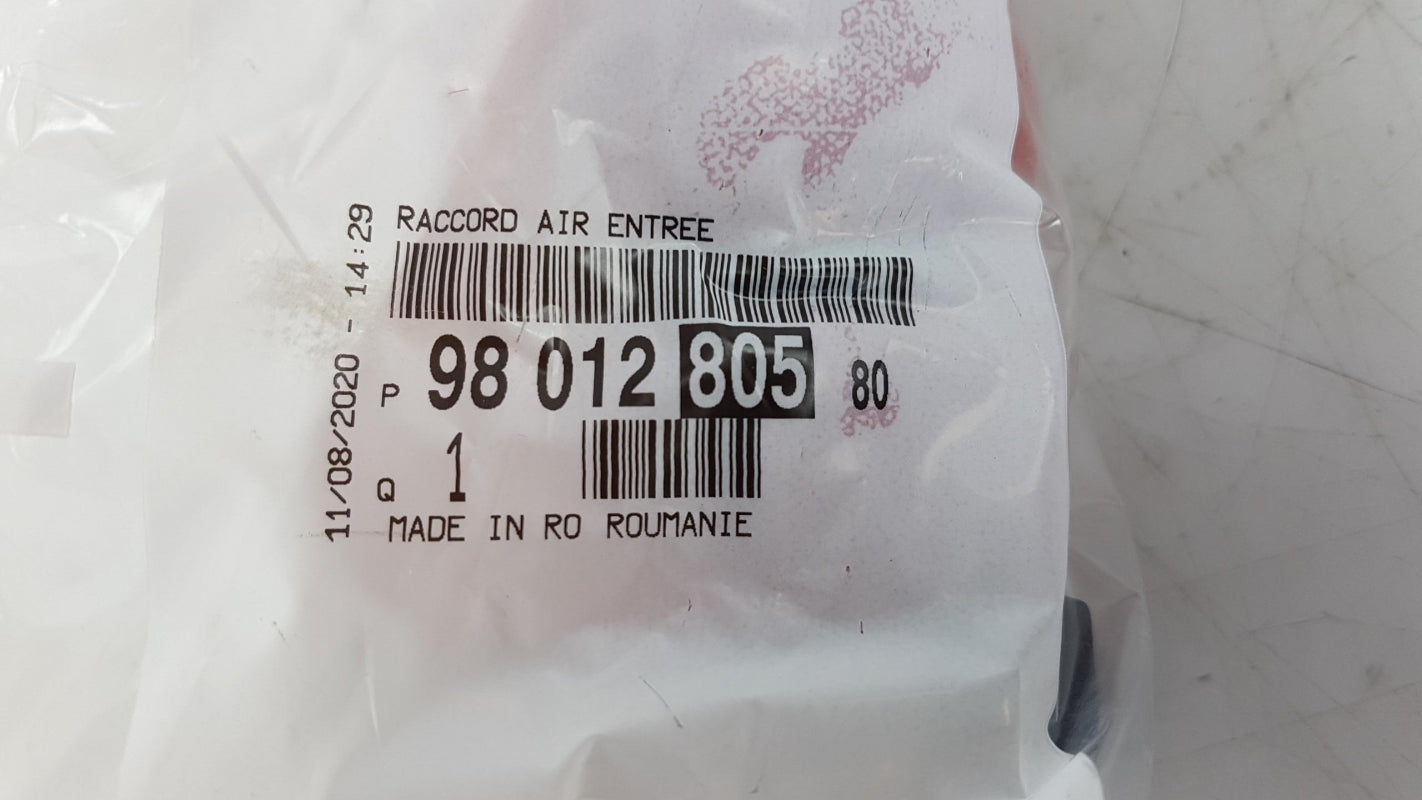 RACCORD AIR ENTREE
P 98 012 805 80
Q 1
MADE IN RO ROUMANIE
11/08/2020 - 14:29